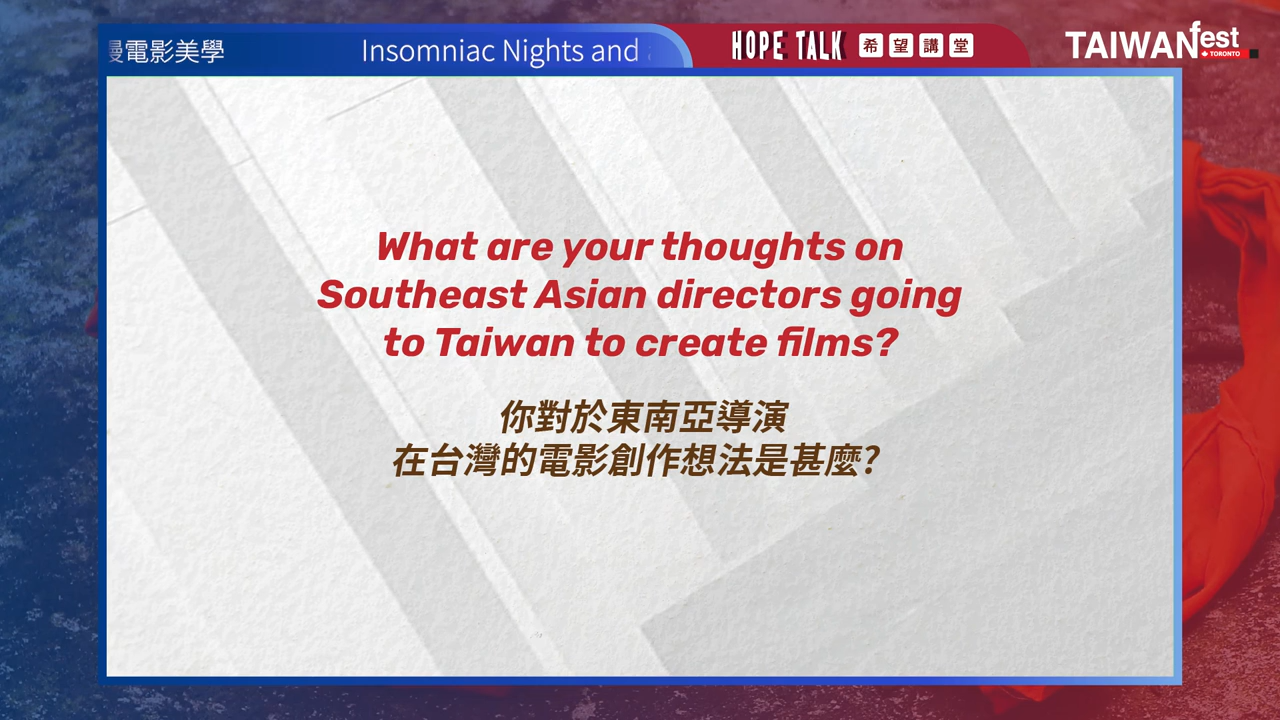 慢電影美學
Insomniac Nights and
HOPE TALK 希望講堂
TAIWANfest
TORONTO
What are your thoughts on
Southeast Asian directors going
to Taiwan to create films?
你對於東南亞導演
在台灣的電影創作想法是甚麼?